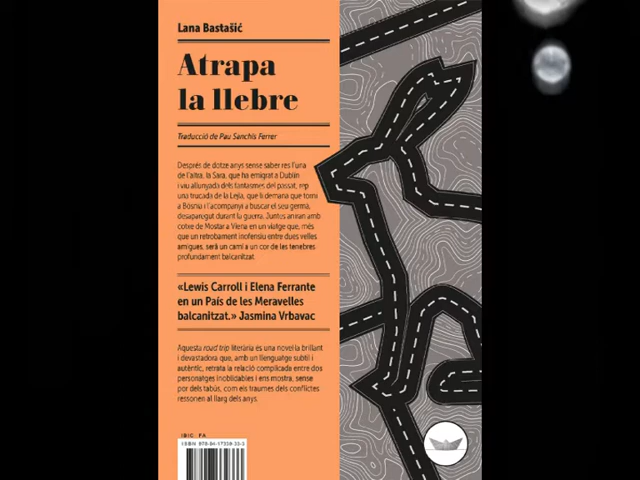 Lana Bastašić
Atrapa
la llebre
Traducció de Pau Sanchis Ferrer
Després de dotze anys sense saber res l'una
de l'altra, la Sara, que ha emigrat a Dublín
i viu allunyada dels fantasmes del passat, rep
una trucada de la Lejla, que li demana que torni
a Bòsnia i l'acompanyi a buscar el seu germà,
desaparegut durant la guerra. Juntes aniran amb
cotxe de Mostar a Viena en un viatge que, més
que un retrobament inofensiu entre dues velles
amigues, serà un camí a un cor de les tenebres
profundament balcanitzat.
«Lewis Carroll i Elena Ferrante
en un País de les Meravelles
balcanitzat.» Jasmina Vrbavac
Aquesta road trip literària és una novel·la brillant
i devastadora que, amb un llenguatge subtil i
autèntic, retrata la relació complicada entre dos
personatges inoblidables i ens mostra, sense
por dels tabús, com els traumes dels conflictes
ressonen al llarg dels anys.
IBIC FA